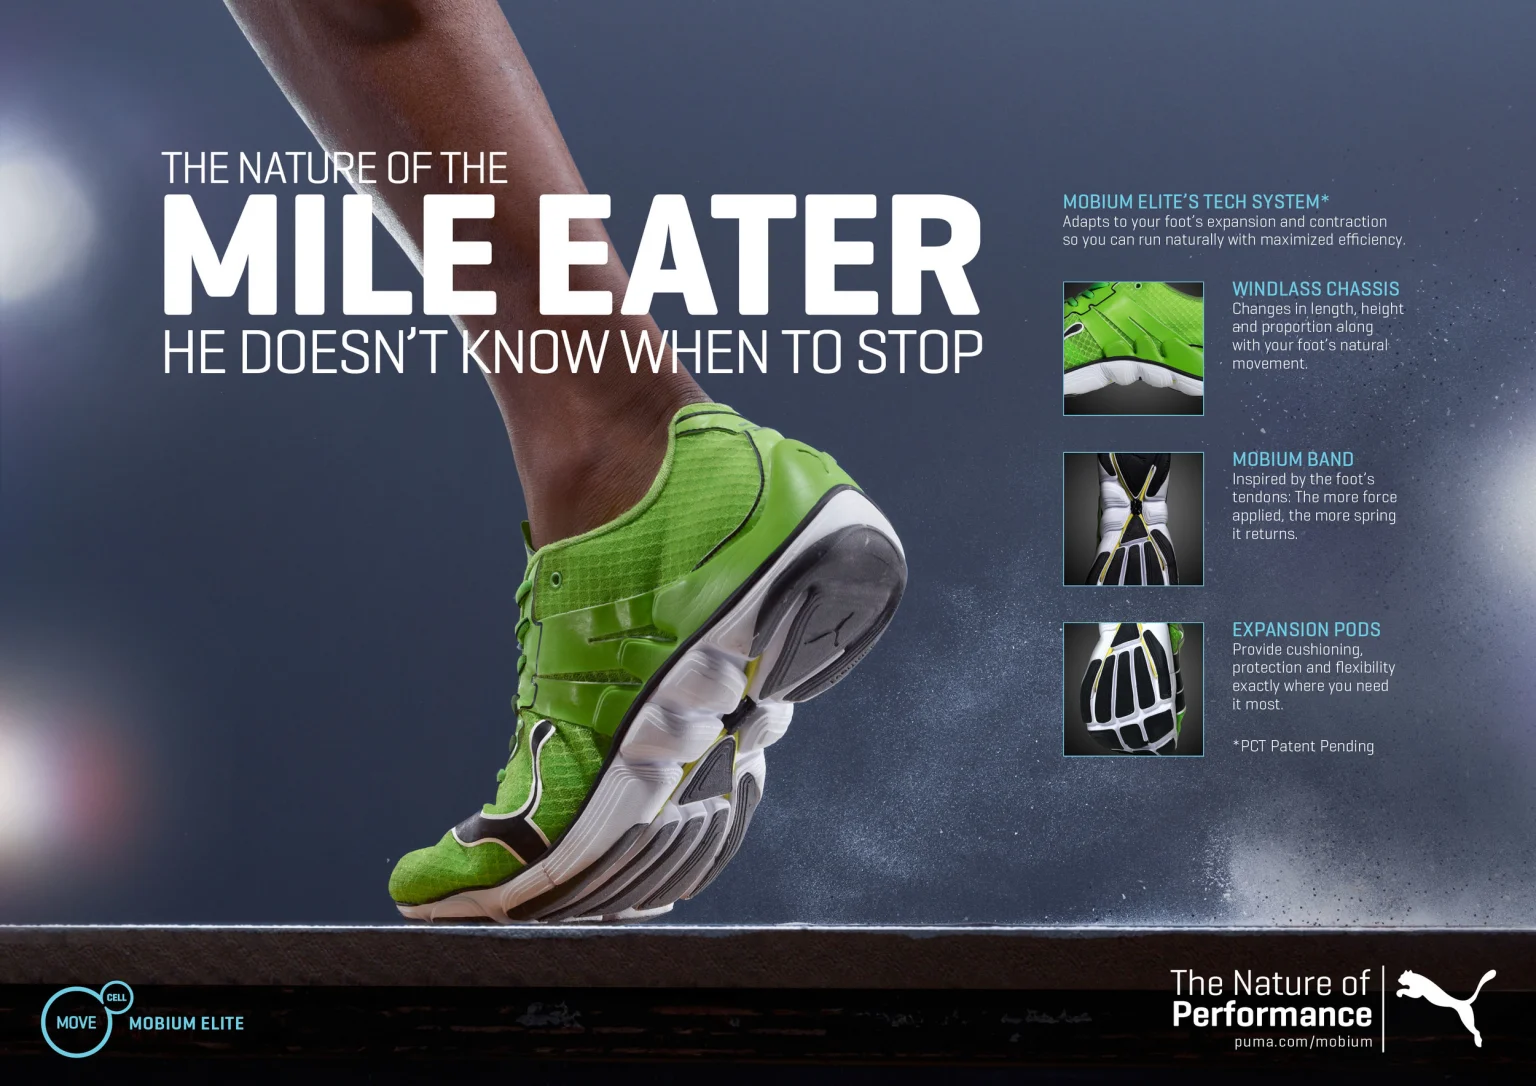 THE NATURE OF THE
MILE EATER
HE DOESN'T KNOW WHEN TO STOP
MOBIUM ELITE'S TECH SYSTEM*
Adapts to your foot's expansion and contraction
so you can run naturally with maximized efficiency.
WINDLASS CHASSIS
Changes in length, height
and proportion along
with your foot's natural
movement.
MOBIUM BAND
Inspired by the foot's
tendons: The more force
applied, the more spring
it returns.
EXPANSION PODS
Provide cushioning,
protection and flexibility
exactly where you need
it most.
*PCT Patent Pending
CELL
MOVE
MOBIUM ELITE
The Nature of
Performance
puma.com/mobium